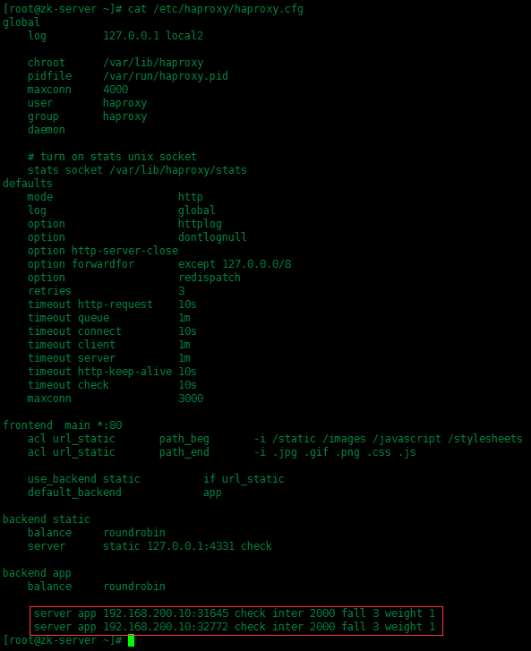 [root@zk-server ~]# cat /etc/haproxy/haproxy.cfg
global
    log         127.0.0.1 local2

    chroot      /var/lib/haproxy
    pidfile     /var/run/haproxy.pid
    maxconn     4000
    user        haproxy
    group       haproxy
    daemon

    # turn on stats unix socket
    stats socket /var/lib/haproxy/stats
defaults
    mode                    http
    log                     global
    option                  httplog
    option                  dontlognull
    option http-server-close
    option forwardfor       except 127.0.0.0/8
    option                  redispatch
    retries                 3
    timeout http-request    10s
    timeout queue           1m
    timeout connect         10s
    timeout client          1m
    timeout server          1m
    timeout http-keep-alive 10s
    timeout check           10s
    maxconn                 3000

frontend  main *:80
    acl url_static       path_beg       -i /static /images /javascript /stylesheets
    acl url_static       path_end       -i .jpg .gif .png .css .js

    use_backend static          if url_static
    default_backend             app

backend static
    balance     roundrobin
    server      static 127.0.0.1:4331 check

backend app
    balance     roundrobin

     server app 192.168.200.10:31645 check inter 2000 fall 3 weight 1
     server app 192.168.200.10:32772 check inter 2000 fall 3 weight 1
[root@zk-server ~]#